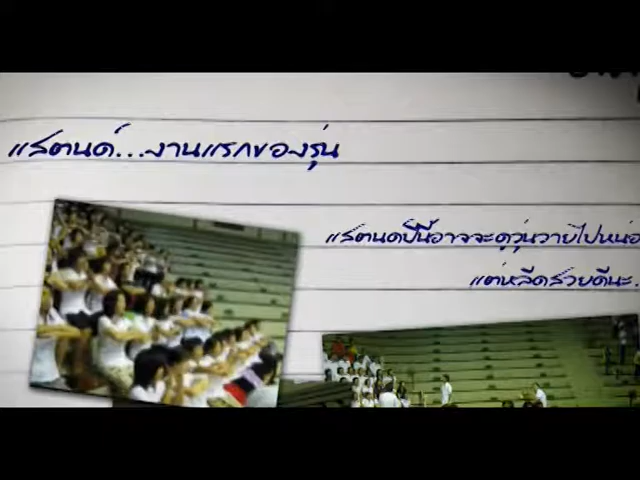 แสตนด์...งานแรกของรุ่น
แสตนด์ปีนี้อาจจะดูวุ่นวายไปหน่อ
แต่หลีดสวยดีนะ.